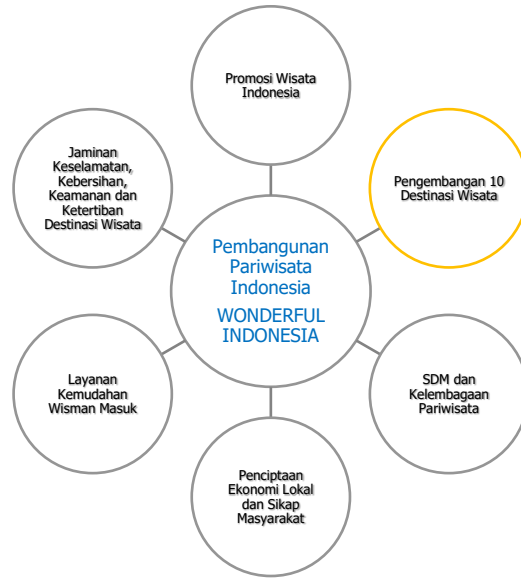 Promosi Wisata
Indonesia
Jaminan
Keselamatan,
Kebersihan,
Keamanan dan
Ketertiban
Destinasi Wisata
Pengembangan 10
Destinasi Wisata
Pembangunan
Pariwisata
Indonesia
WONDERFUL
INDONESIA
Layanan
Kemudahan
Wisman Masuk
SDM dan
Kelembagaan
Pariwisata
Penciptaan
Ekonomi Lokal
dan Sikap
Masyarakat